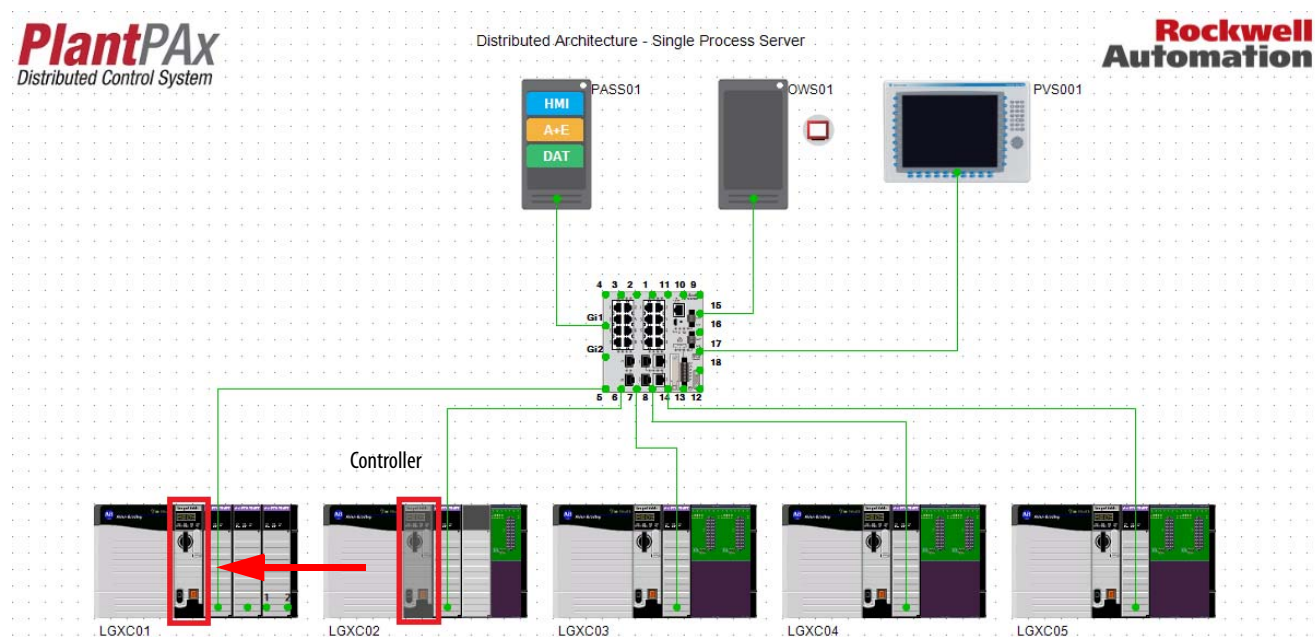 PlantPAx
Distributed Control System
Distributed Architecture - Single Process Server
Rockwell
Automation
PASS01
OWS01
PVS001
HMI
A+E
DAT
4 3 2 1 11 10 9
15
Gi1
16
17
Gi2
18
5 6 7 8 14 13 12
Controller
1 2
LGXC01
LGXC02
LGXC03
LGXC04
LGXC05